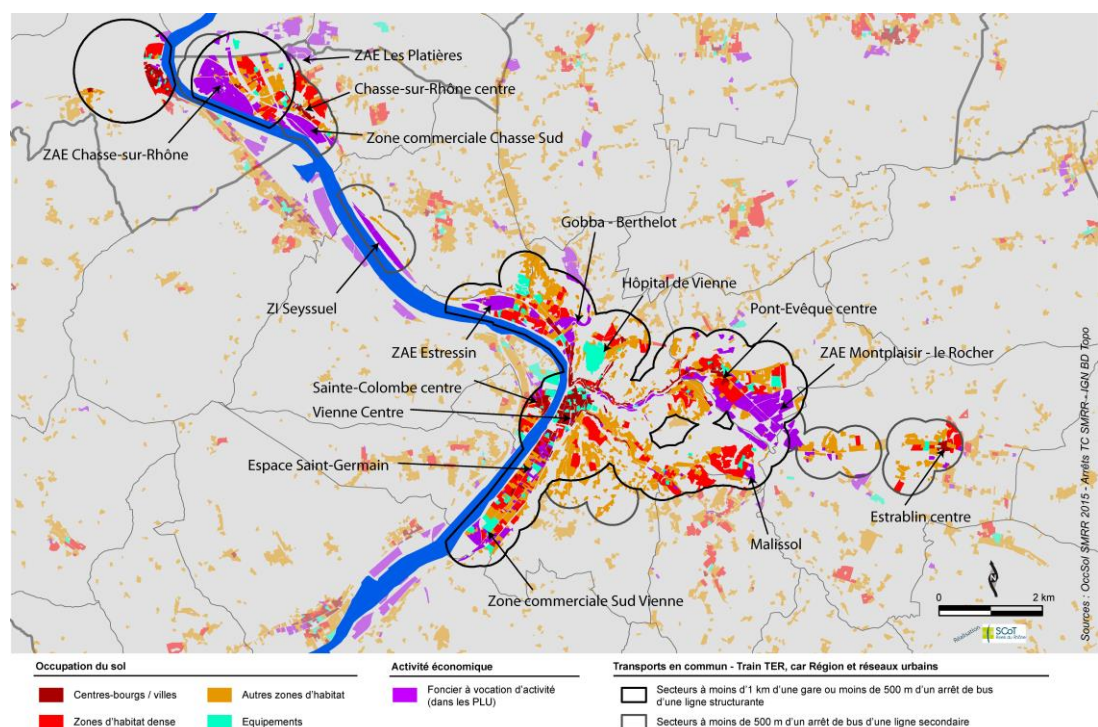 ZAE Les Platières
Chasse-sur-Rhône centre
Zone commerciale Chasse Sud
ZAE Chasse-sur-Rhône
Gobba - Berthelot
Hôpital de Vienne
ZI Seyssuel
Pont-Evêque centre
ZAE Estressin
ZAE Montplaisir - le Rocher
Sainte-Colombe centre
Vienne Centre
Espace Saint-Germain
Estrablin centre
Malissol
Zone commerciale Sud Vienne
N
0 2 km
Réalisation
SCoT
Sources : OccSol SMRR 2015 - Arrêts TC SMRR - IGN BD Topo
Occupation du sol
Centres-bourgs / villes
Zones d'habitat dense
Autres zones d'habitat
Equipements
Activité économique
Foncier à vocation d'activité
(dans les PLU)
Transports en commun - Train TER, car Région et réseaux urbains
Secteurs à moins d'1 km d'une gare ou moins de 500 m d'un arrêt de bus
d'une ligne structurante
Secteurs à moins de 500 m d'un arrêt de bus d'une ligne secondaire